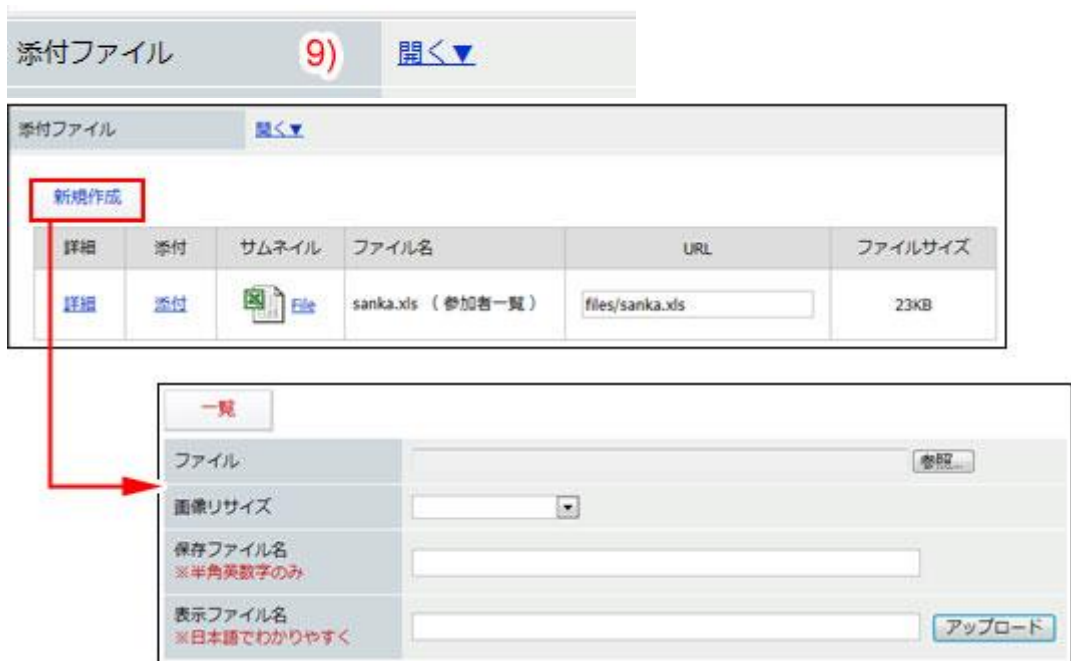 添付ファイル 9) 開く▼
添付ファイル 開く▼
新規作成
詳細 添付 サムネイル ファイル名 URL ファイルサイズ
詳細 添付 File sanka.xls （ 参加者一覧 ） files/sanka.xls 23KB
一覧
ファイル 参照...
画像リサイズ
保存ファイル名
※半角英数字のみ
表示ファイル名
※日本語でわかりやすく アップロード